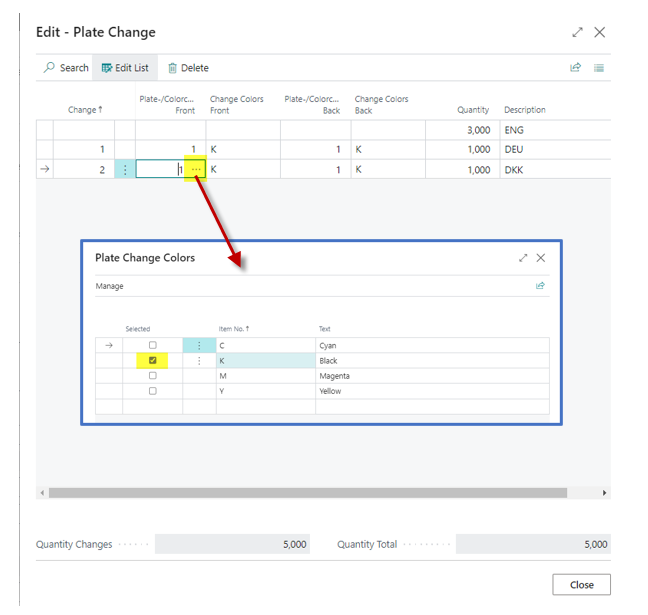 Edit - Plate Change
Search Edit List Delete
Plate-/Colorc... Change Colors Plate-/Colorc... Change Colors
Change ↑ Front Front Back Back Quantity Description
3,000 ENG
1 1 K 1 K 1,000 DEU
2 1 ... K 1 K 1,000 DKK
Plate Change Colors
Manage
Selected Item No. ↑ Text
C Cyan
K Black
M Magenta
Y Yellow
Quantity Changes 5,000 Quantity Total 5,000
Close